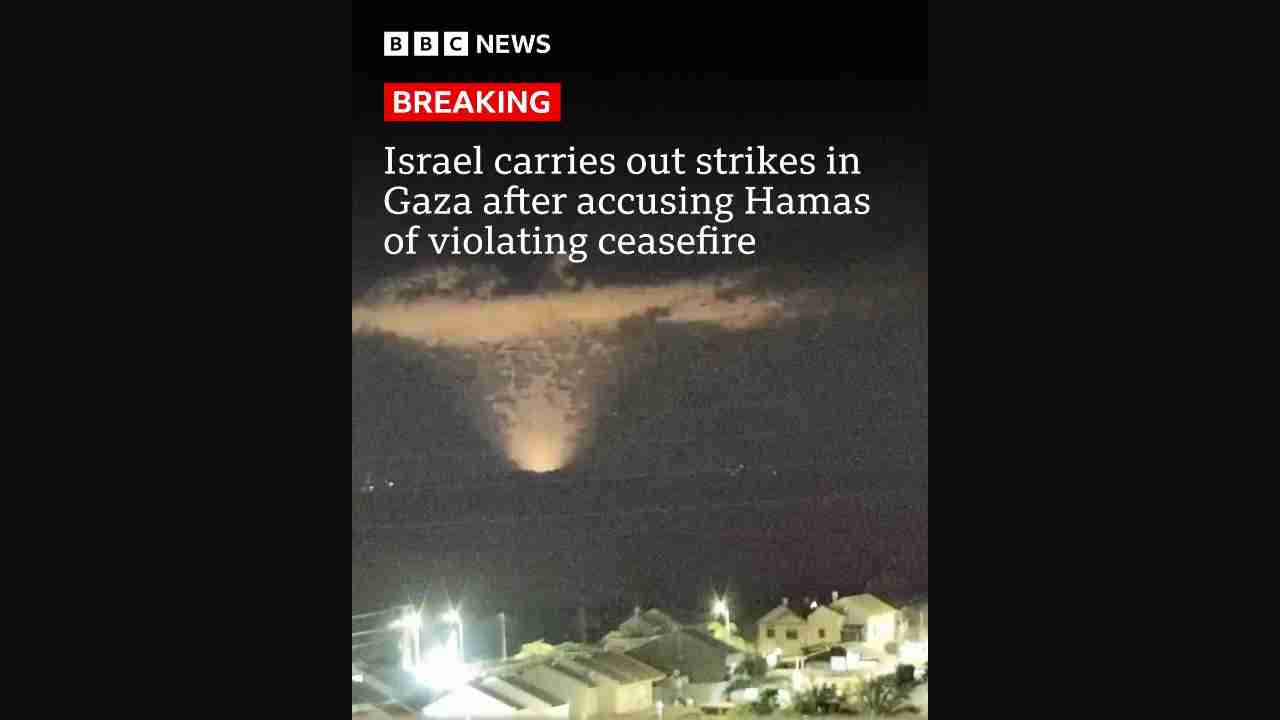 BBC NEWS
BREAKING
Israel carries out strikes in
Gaza after accusing Hamas
of violating ceasefire